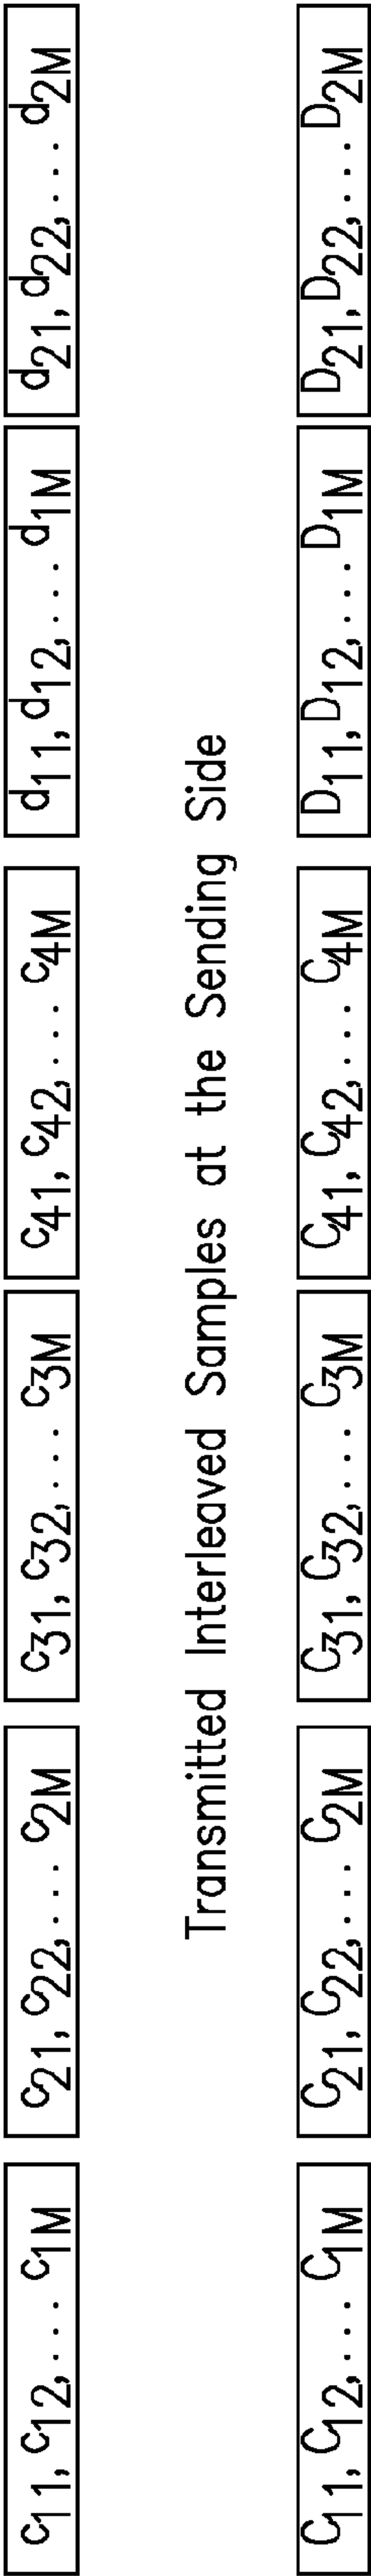 c11, c12, . . . c1M c21, c22, . . . c2M c31, c32, . . . c3M c41, c42, . . . c4M d11, d12, . . . d1M d21, d22, . . . d2M
Transmitted Interleaved Samples at the Sending Side
C11, C12, . . . C1M C21, C22, . . . C2M C31, C32, . . . C3M C41, C42, . . . C4M D11, D12, . . . D1M D21, D22, . . . D2M